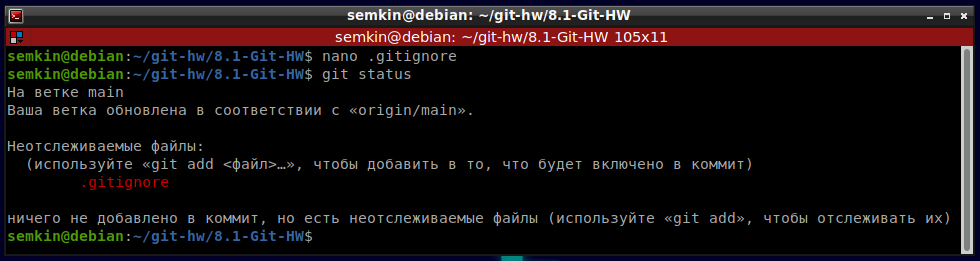 semkin@debian: ~/git-hw/8.1-Git-HW
semkin@debian: ~/git-hw/8.1-Git-HW 105x11
semkin@debian:~/git-hw/8.1-Git-HW$ nano .gitignore
semkin@debian:~/git-hw/8.1-Git-HW$ git status
На ветке main
Ваша ветка обновлена в соответствии с «origin/main».
Неотслеживаемые файлы:
(используйте «git add <файл>…», чтобы добавить в то, что будет включено в коммит)
.gitignore
ничего не добавлено в коммит, но есть неотслеживаемые файлы (используйте «git add», чтобы отслеживать их)
semkin@debian:~/git-hw/8.1-Git-HW$